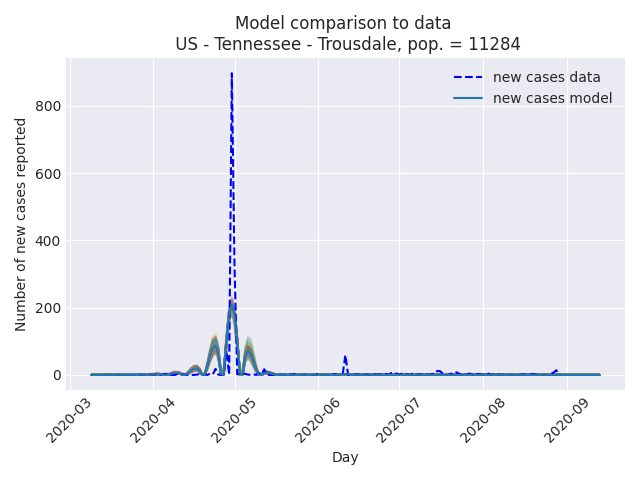 Model comparison to data
US - Tennessee - Trousdale, pop. = 11284
new cases data
new cases model
Number of new cases reported
800
600
400
200
0
2020-03
2020-04
2020-05
2020-06
2020-07
2020-08
2020-09
Day